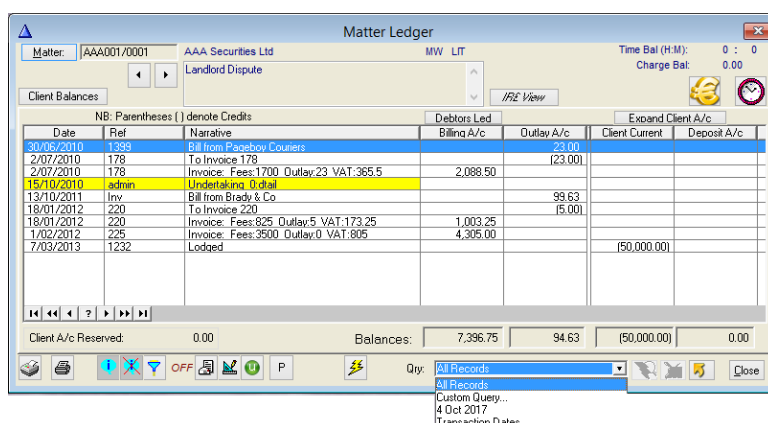 Matter Ledger
Matter: AAA001/0001 AAA Securities Ltd MW LIT Time Bal (H:M): 0 : 0
Landlord Dispute Charge Bal: 0.00
Client Balances IR£ View
NB: Parentheses ( ) denote Credits Debtors Led Expand Client A/c
Date Ref Narrative Billing A/c Outlay A/c Client Current Deposit A/c
30/06/2010 1399 Bill from Pageboy Couriers 23.00
2/07/2010 178 To Invoice 178 (23.00)
2/07/2010 178 Invoice: Fees:1700 Outlay:23 VAT:365.5 2,088.50
15/10/2010 admin Undertaking 0:dtail
13/10/2011 Inv Bill from Brady & Co 99.63
18/01/2012 220 To Invoice 220 (5.00)
18/01/2012 220 Invoice: Fees:825 Outlay:5 VAT:173.25 1,003.25
1/02/2012 225 Invoice: Fees:3500 Outlay:0 VAT:805 4,305.00
7/03/2013 1232 Lodged (50,000.00)
?
Client A/c Reserved: 0.00 Balances: 7,396.75 94.63 (50,000.00) 0.00
OFF U P Qry: All Records Close
All Records
Custom Query...
4 Oct 2017
Transaction Dates